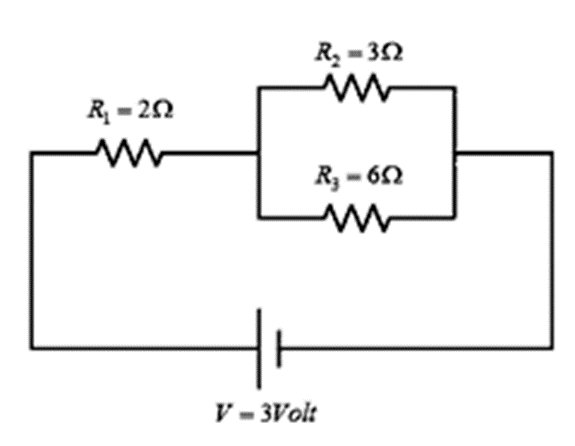 R₂ = 3Ω
R₁ = 2Ω
R₃ = 6Ω
V = 3Volt